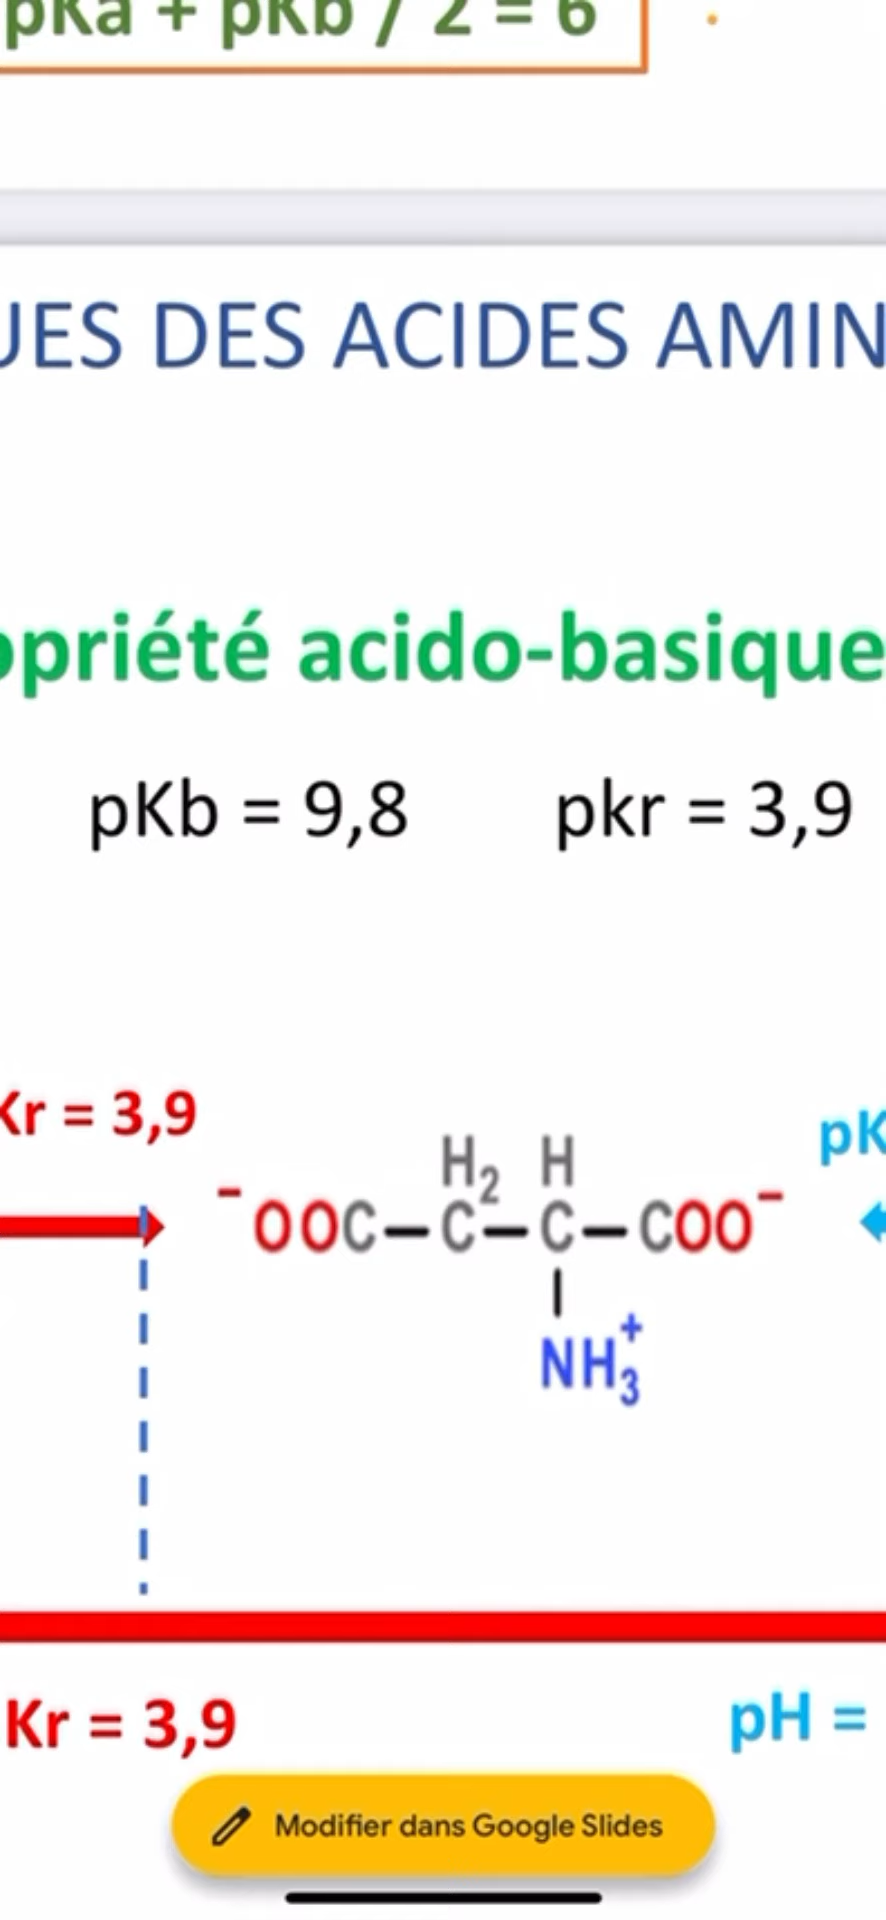 pKa + pKb / 2 = 6
UES DES ACIDES AMIN
opriété acido-basique
pKb = 9,8 pkr = 3,9
Kr = 3,9
pK
H₂ H
⁻OOC–C–C–COO⁻
NH₃⁺
Kr = 3,9
pH =
Modifier dans Google Slides